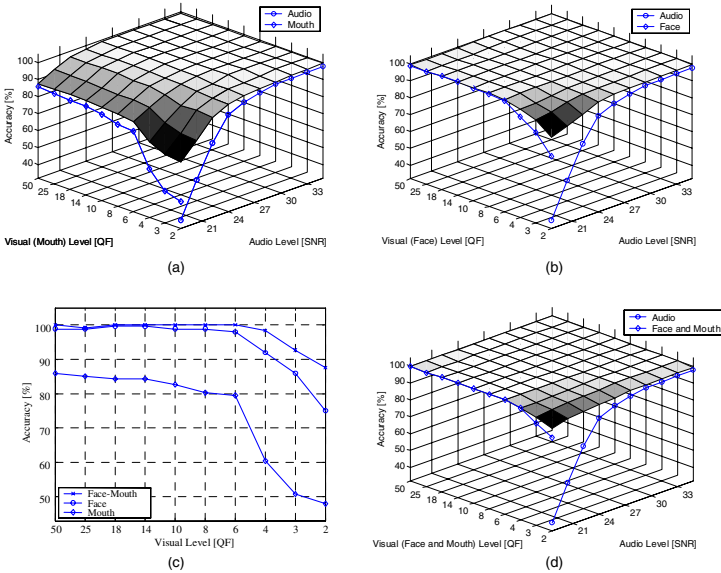 Audio
Mouth
Accuracy [%]
100
90
80
70
60
50
40
50
25
18
14
10
8
6
4
3
2
21
24
27
30
33
Visual (Mouth) Level [QF]
Audio Level [SNR]
(a)
Audio
Face
Accuracy [%]
100
90
80
70
60
50
40
50
25
18
14
10
8
6
4
3
2
21
24
27
30
33
Visual (Face) Level [QF]
Audio Level [SNR]
(b)
Accuracy [%]
100
90
80
70
60
50
Face-Mouth
Face
Mouth
50 25 18 14 10 8 6 4 3 2
Visual Level [QF]
(c)
Audio
Face and Mouth
Accuracy [%]
100
90
80
70
60
50
40
50
25
18
14
10
8
6
4
3
2
21
24
27
30
33
Visual (Face and Mouth) Level [QF]
Audio Level [SNR]
(d)